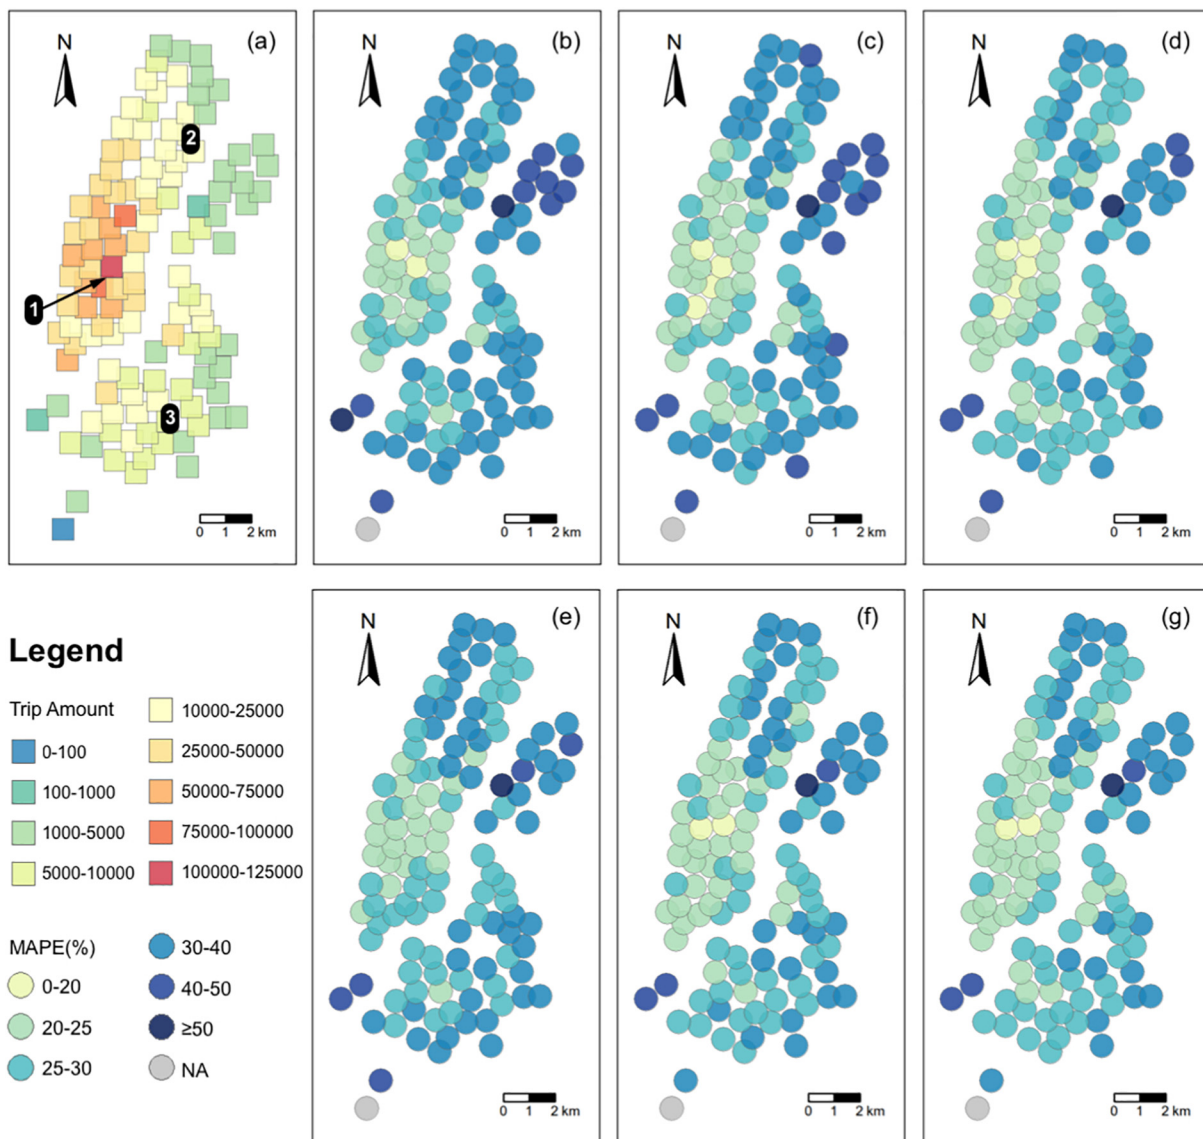 N (a)
2
1
3
0 1 2 km
N (b)
0 1 2 km
N (c)
0 1 2 km
N (d)
0 1 2 km
Legend
Trip Amount
0-100
100-1000
1000-5000
5000-10000
10000-25000
25000-50000
50000-75000
75000-100000
100000-125000
MAPE(%)
0-20
20-25
25-30
30-40
40-50
≥50
NA
N (e)
0 1 2 km
N (f)
0 1 2 km
N (g)
0 1 2 km